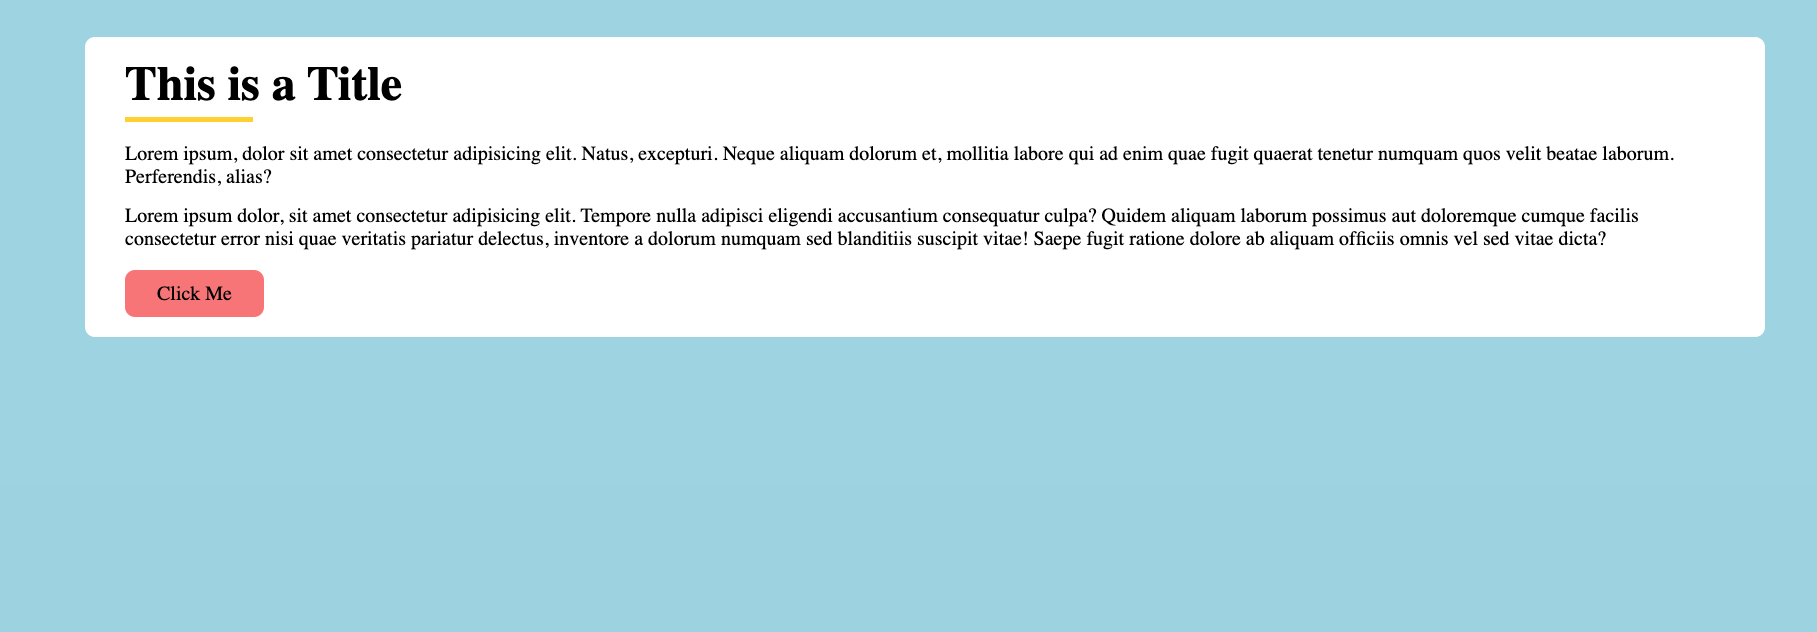 This is a Title
Lorem ipsum, dolor sit amet consectetur adipisicing elit. Natus, excepturi. Neque aliquam dolorum et, mollitia labore qui ad enim quae fugit quaerat tenetur numquam quos velit beatae laborum.
Perferendis, alias?
Lorem ipsum dolor, sit amet consectetur adipisicing elit. Tempore nulla adipisci eligendi accusantium consequatur culpa? Quidem aliquam laborum possimus aut doloremque cumque facilis
consectetur error nisi quae veritatis pariatur delectus, inventore a dolorum numquam sed blanditiis suscipit vitae! Saepe fugit ratione dolore ab aliquam officiis omnis vel sed vitae dicta?
Click Me